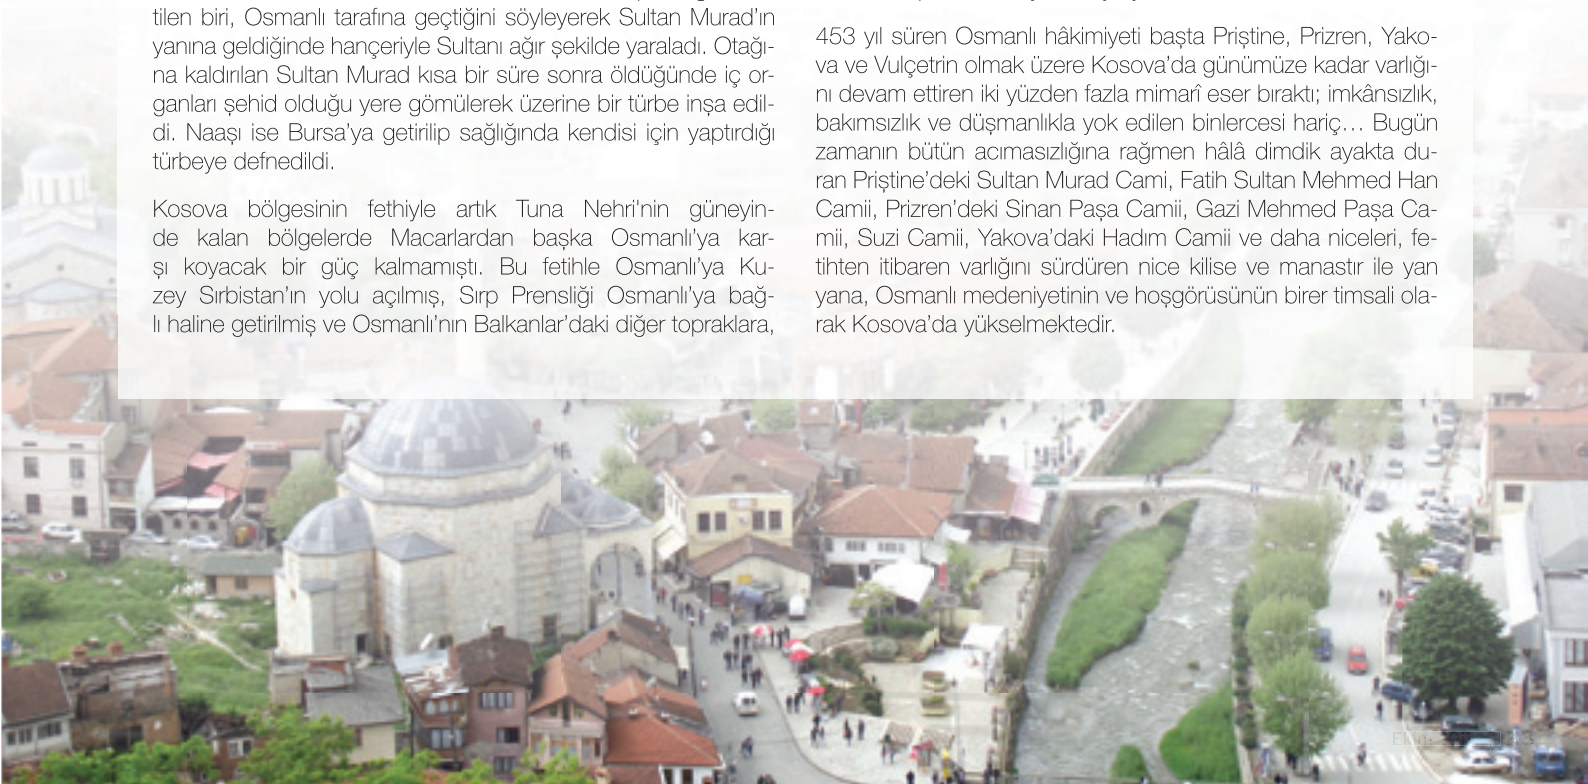 tilen biri, Osmanlı tarafına geçtiğini söyleyerek Sultan Murad’ın
yanına geldiğinde hançeriyle Sultanı ağır şekilde yaraladı. Otağı-
na kaldırılan Sultan Murad kısa bir süre sonra öldüğünde iç or-
ganları şehid olduğu yere gömülerek üzerine bir türbe inşa edil-
di. Naaşı ise Bursa’ya getirilip sağlığında kendisi için yaptırdığı
türbeye defnedildi.
Kosova bölgesinin fethiyle artık Tuna Nehri'nin güneyin-
de kalan bölgelerde Macarlardan başka Osmanlı’ya kar-
şı koyacak bir güç kalmamıştı. Bu fetihle Osmanlı’ya Ku-
zey Sırbistan’ın yolu açılmış, Sırp Prensliği Osmanlı’ya bağ-
lı haline getirilmiş ve Osmanlı’nın Balkanlar’daki diğer topraklara,
453 yıl süren Osmanlı hâkimiyeti başta Priştine, Prizren, Yako-
va ve Vulçetrin olmak üzere Kosova’da günümüze kadar varlığı-
nı devam ettiren iki yüzden fazla mimarî eser bıraktı; imkânsızlık,
bakımsızlık ve düşmanlıkla yok edilen binlercesi hariç… Bugün
zamanın bütün acımasızlığına rağmen hâlâ dimdik ayakta du-
ran Priştine’deki Sultan Murad Cami, Fatih Sultan Mehmed Han
Camii, Prizren’deki Sinan Paşa Camii, Gazi Mehmed Paşa Ca-
mii, Suzi Camii, Yakova’daki Hadım Camii ve daha niceleri, fe-
tihten itibaren varlığını sürdüren nice kilise ve manastır ile yan
yana, Osmanlı medeniyetinin ve hoşgörüsünün birer timsali ola-
rak Kosova’da yükselmektedir.